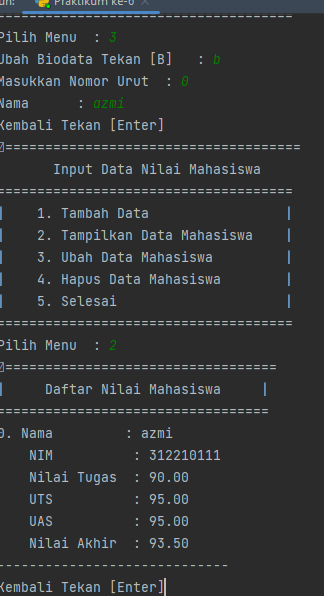 un:
Praktikum ke-6 ×
=====================================
Pilih Menu : 3
Ubah Biodata Tekan [B] : b
Masukkan Nomor Urut : 0
Nama : azmi
Kembali Tekan [Enter]
=====================================
Input Data Nilai Mahasiswa
=====================================
| 1. Tambah Data |
| 2. Tampilkan Data Mahasiswa |
| 3. Ubah Data Mahasiswa |
| 4. Hapus Data Mahasiswa |
| 5. Selesai |
=====================================
Pilih Menu : 2
==================================
| Daftar Nilai Mahasiswa |
==================================
0. Nama : azmi
NIM : 312210111
Nilai Tugas : 90.00
UTS : 95.00
UAS : 95.00
Nilai Akhir : 93.50
-----------------------------
Kembali Tekan [Enter]